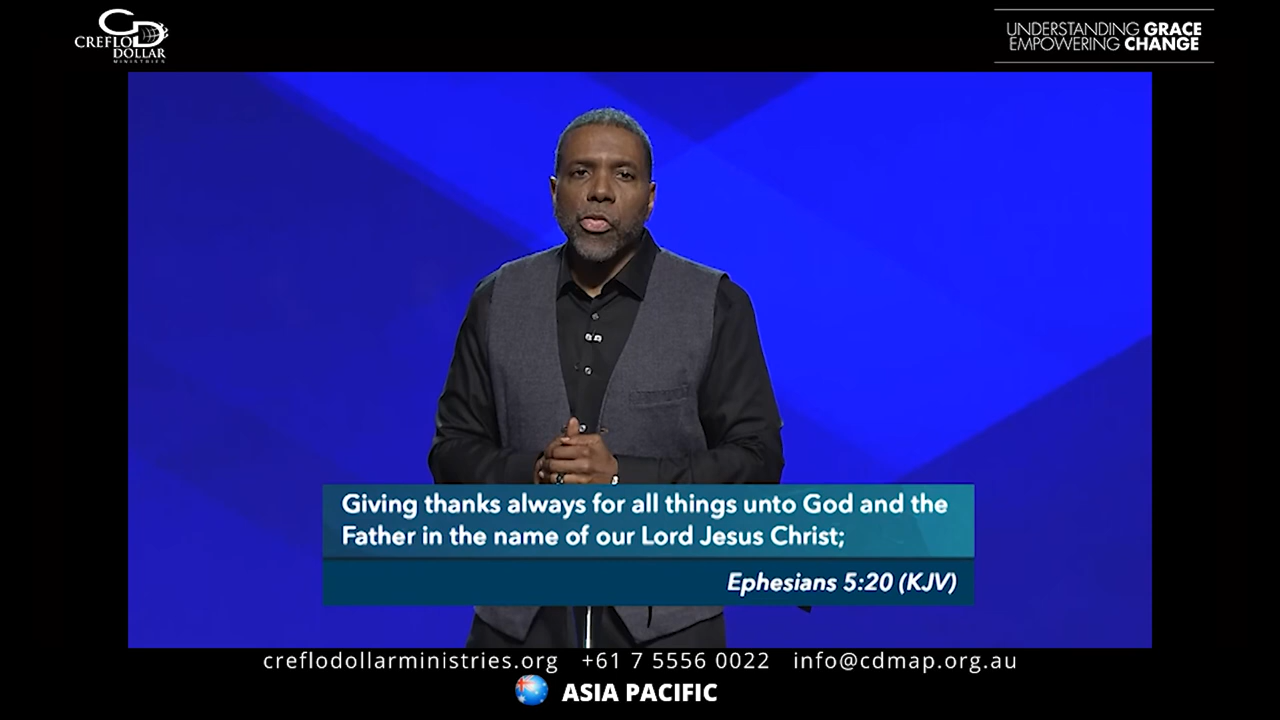 CD
CREFLO
DOLLAR
MINISTRIES
UNDERSTANDING GRACE
EMPOWERING CHANGE
Giving thanks always for all things unto God and the
Father in the name of our Lord Jesus Christ;
Ephesians 5:20 (KJV)
creflodollarministries.org +61 7 5556 0022 info@cdmap.org.au
ASIA PACIFIC